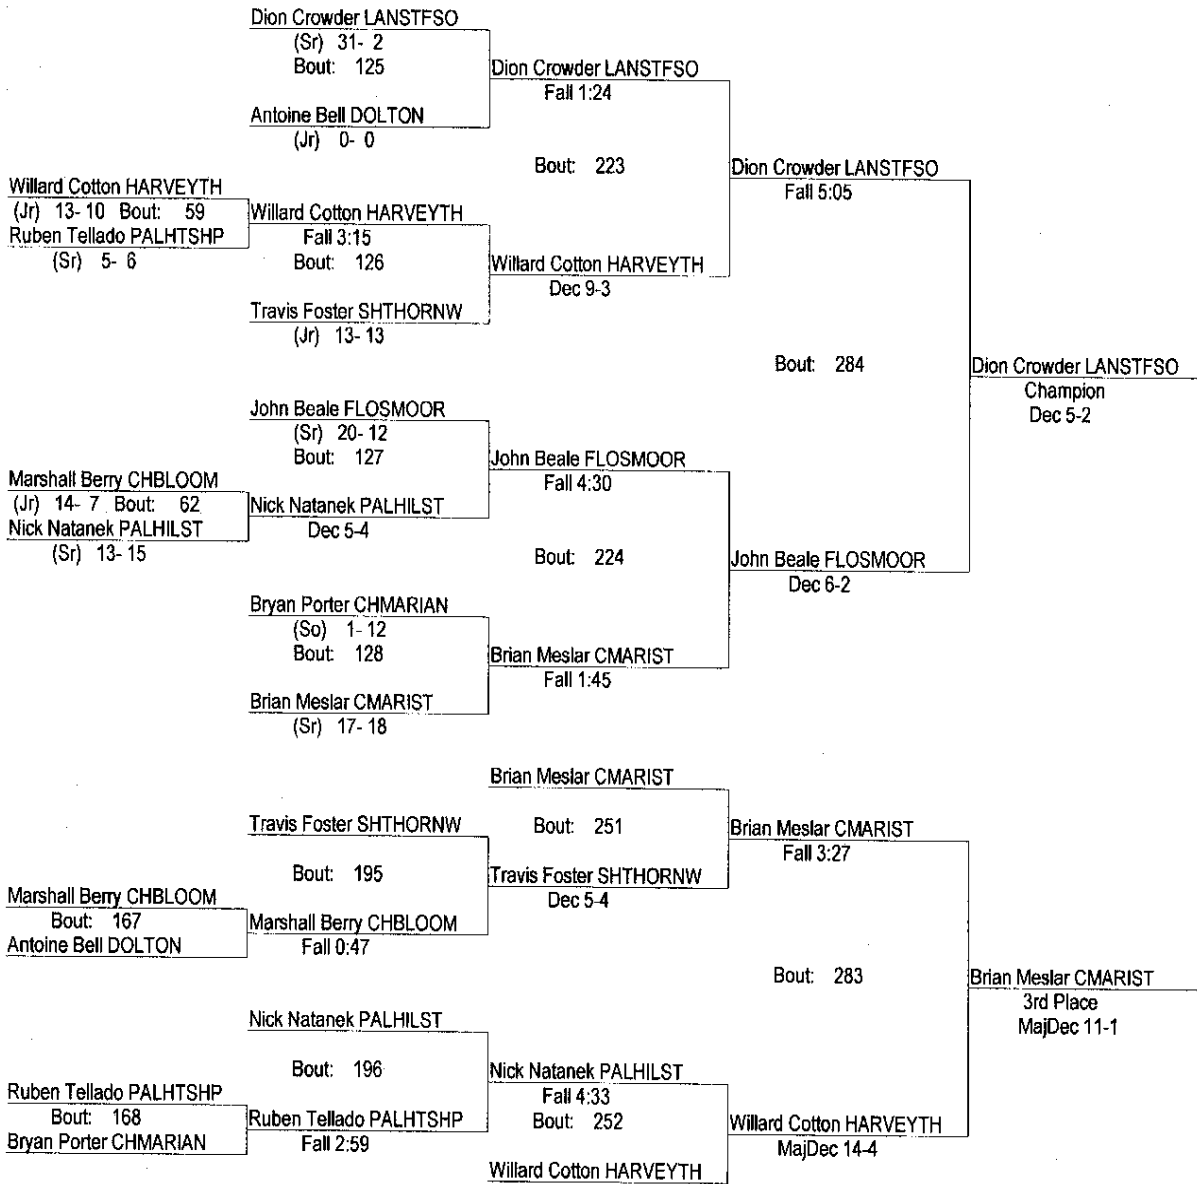 Dion Crowder LANSTFSO
(Sr) 31- 2
Bout: 125
Dion Crowder LANSTFSO
Fall 1:24
Antoine Bell DOLTON
(Jr) 0- 0
Bout: 223
Dion Crowder LANSTFSO
Fall 5:05
Willard Cotton HARVEYTH
(Jr) 13- 10 Bout: 59
Ruben Tellado PALHTSHP
(Sr) 5- 6
Willard Cotton HARVEYTH
Fall 3:15
Bout: 126
Willard Cotton HARVEYTH
Dec 9-3
Travis Foster SHTHORNW
(Jr) 13- 13
Bout: 284
Dion Crowder LANSTFSO
Champion
Dec 5-2
John Beale FLOSMOOR
(Sr) 20- 12
Bout: 127
John Beale FLOSMOOR
Fall 4:30
Marshall Berry CHBLOOM
(Jr) 14- 7 Bout: 62
Nick Natanek PALHILST
(Sr) 13- 15
Nick Natanek PALHILST
Dec 5-4
Bout: 224
John Beale FLOSMOOR
Dec 6-2
Bryan Porter CHMARIAN
(So) 1- 12
Bout: 128
Brian Meslar CMARIST
Fall 1:45
Brian Meslar CMARIST
(Sr) 17- 18
Brian Meslar CMARIST
Travis Foster SHTHORNW
Bout: 251
Brian Meslar CMARIST
Fall 3:27
Bout: 195
Travis Foster SHTHORNW
Dec 5-4
Marshall Berry CHBLOOM
Bout: 167
Antoine Bell DOLTON
Marshall Berry CHBLOOM
Fall 0:47
Bout: 283
Brian Meslar CMARIST
3rd Place
MajDec 11-1
Nick Natanek PALHILST
Bout: 196
Nick Natanek PALHILST
Fall 4:33
Bout: 252
Ruben Tellado PALHTSHP
Bout: 168
Bryan Porter CHMARIAN
Ruben Tellado PALHTSHP
Fall 2:59
Willard Cotton HARVEYTH
MajDec 14-4
Willard Cotton HARVEYTH